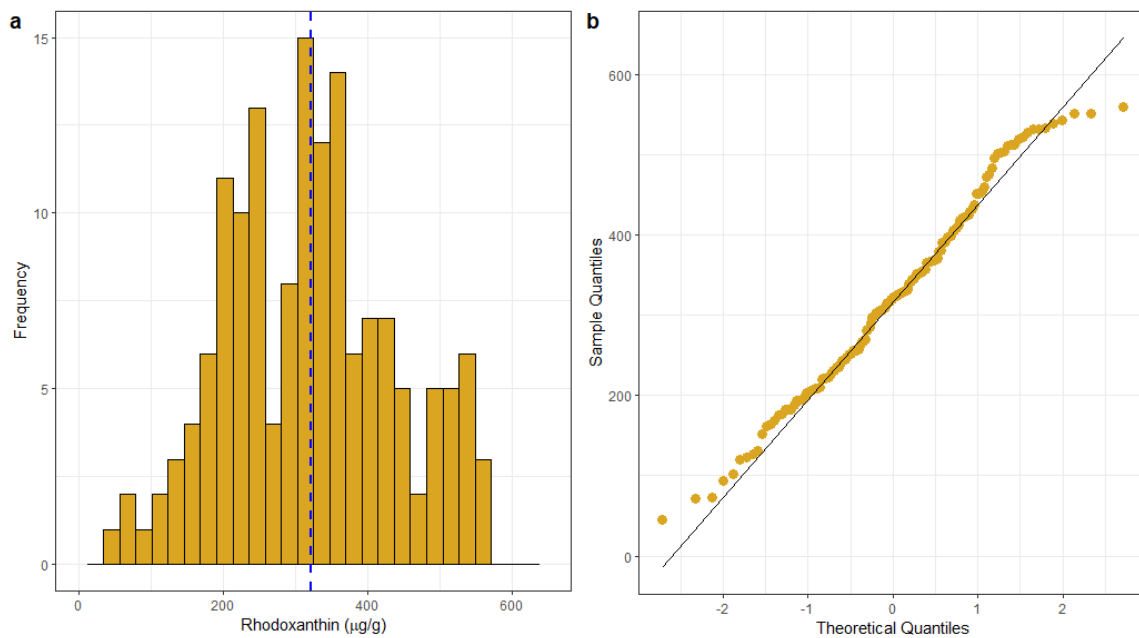 a
15
10
5
0
Frequency
0 200 400 600
Rhodoxanthin (µg/g)
b
600
400
200
0
Sample Quantiles
-2 -1 0 1 2
Theoretical Quantiles